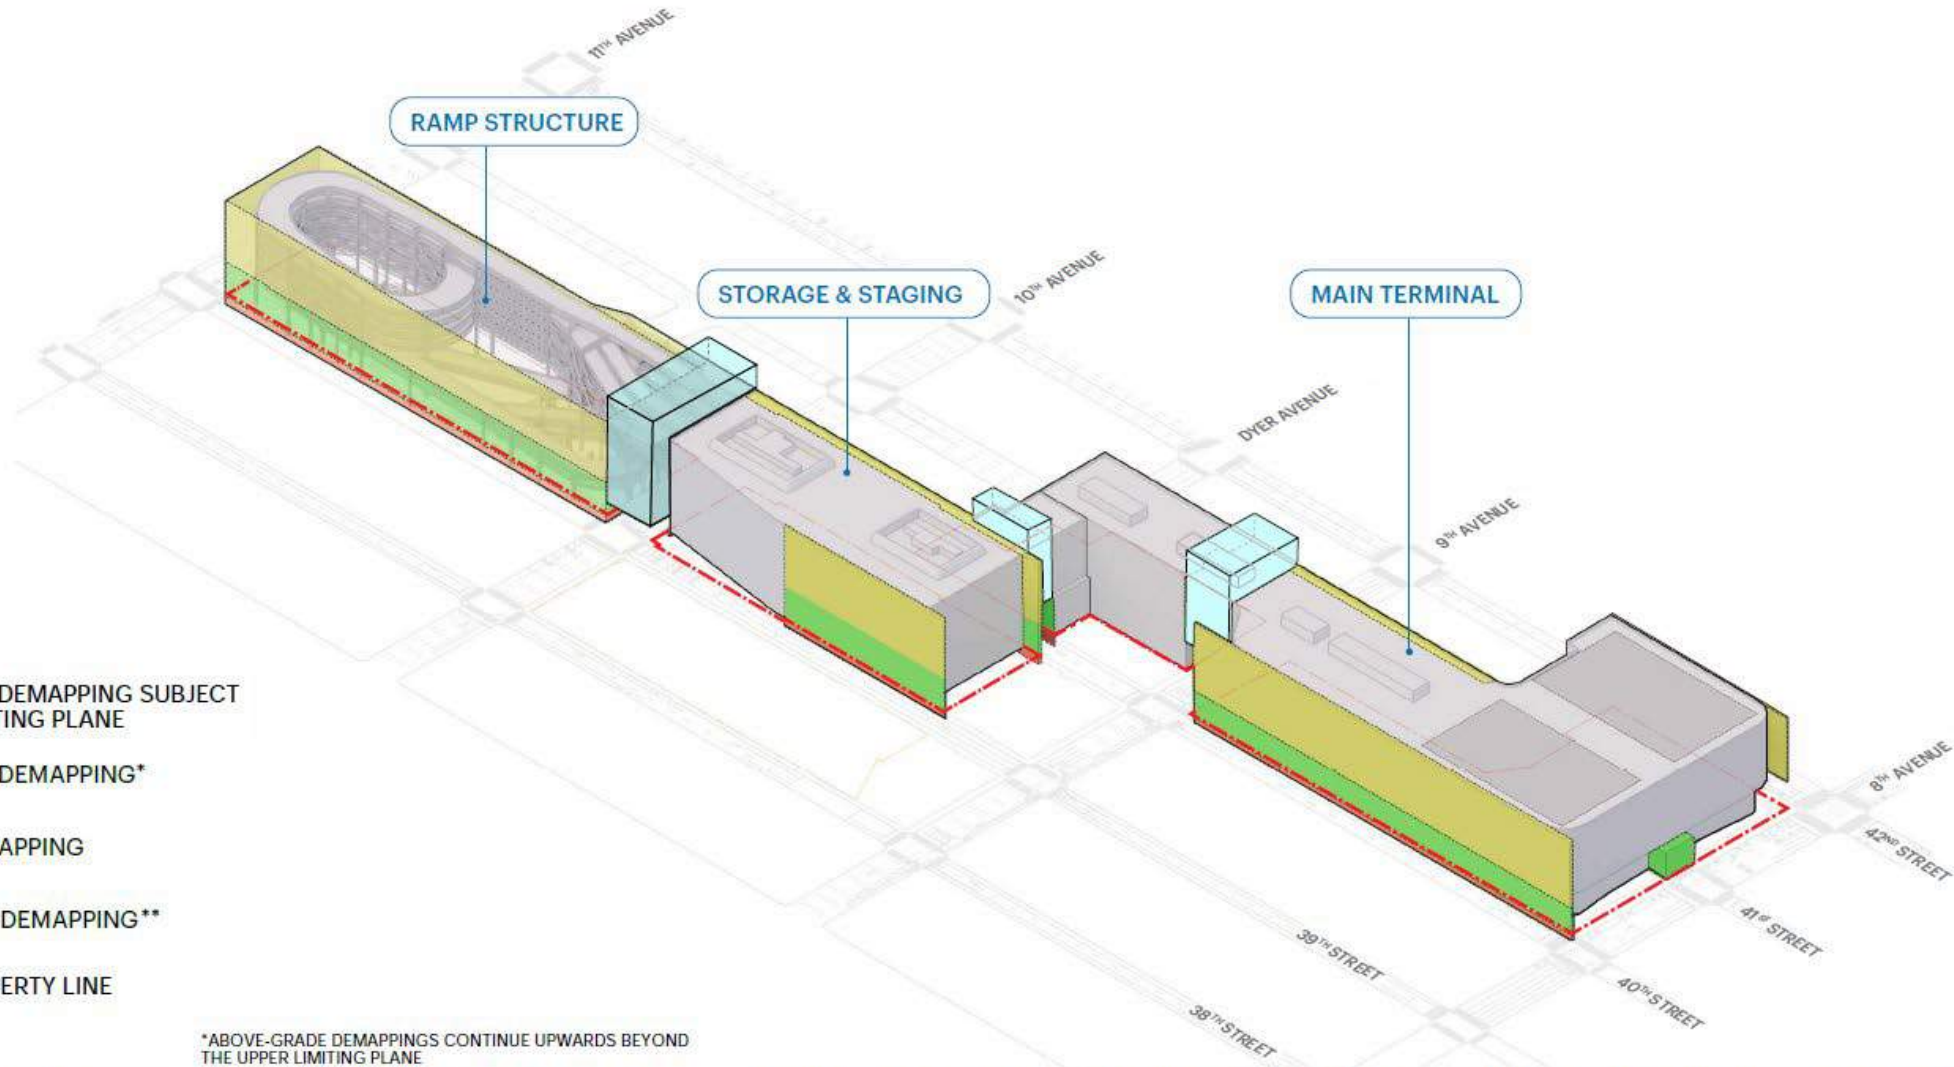 11TH AVENUE
RAMP STRUCTURE
10TH AVENUE
STORAGE & STAGING
MAIN TERMINAL
DYER AVENUE
9TH AVENUE
DEMAPPING SUBJECT
TING PLANE
DEMAPPING*
8TH AVENUE
42ND STREET
APPING
DEMAPPING**
41ST STREET
39TH STREET
ERTY LINE
40TH STREET
38TH STREET
*ABOVE-GRADE DEMAPPINGS CONTINUE UPWARDS BEYOND
THE UPPER LIMITING PLANE